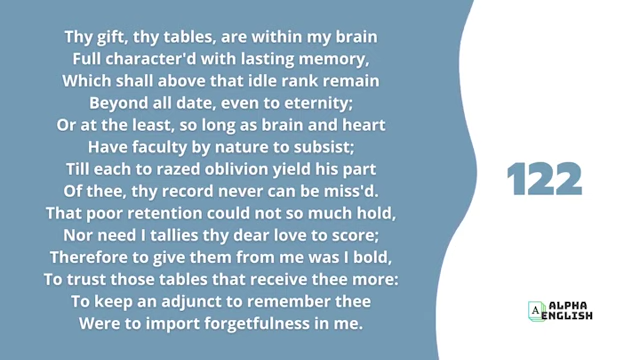 Thy gift, thy tables, are within my brain
Full character'd with lasting memory,
Which shall above that idle rank remain
Beyond all date, even to eternity;
Or at the least, so long as brain and heart
Have faculty by nature to subsist;
Till each to razed oblivion yield his part
Of thee, thy record never can be miss'd.
That poor retention could not so much hold,
Nor need I tallies thy dear love to score;
Therefore to give them from me was I bold,
To trust those tables that receive thee more:
To keep an adjunct to remember thee
Were to import forgetfulness in me.
122
A
ALPHA
ENGLISH